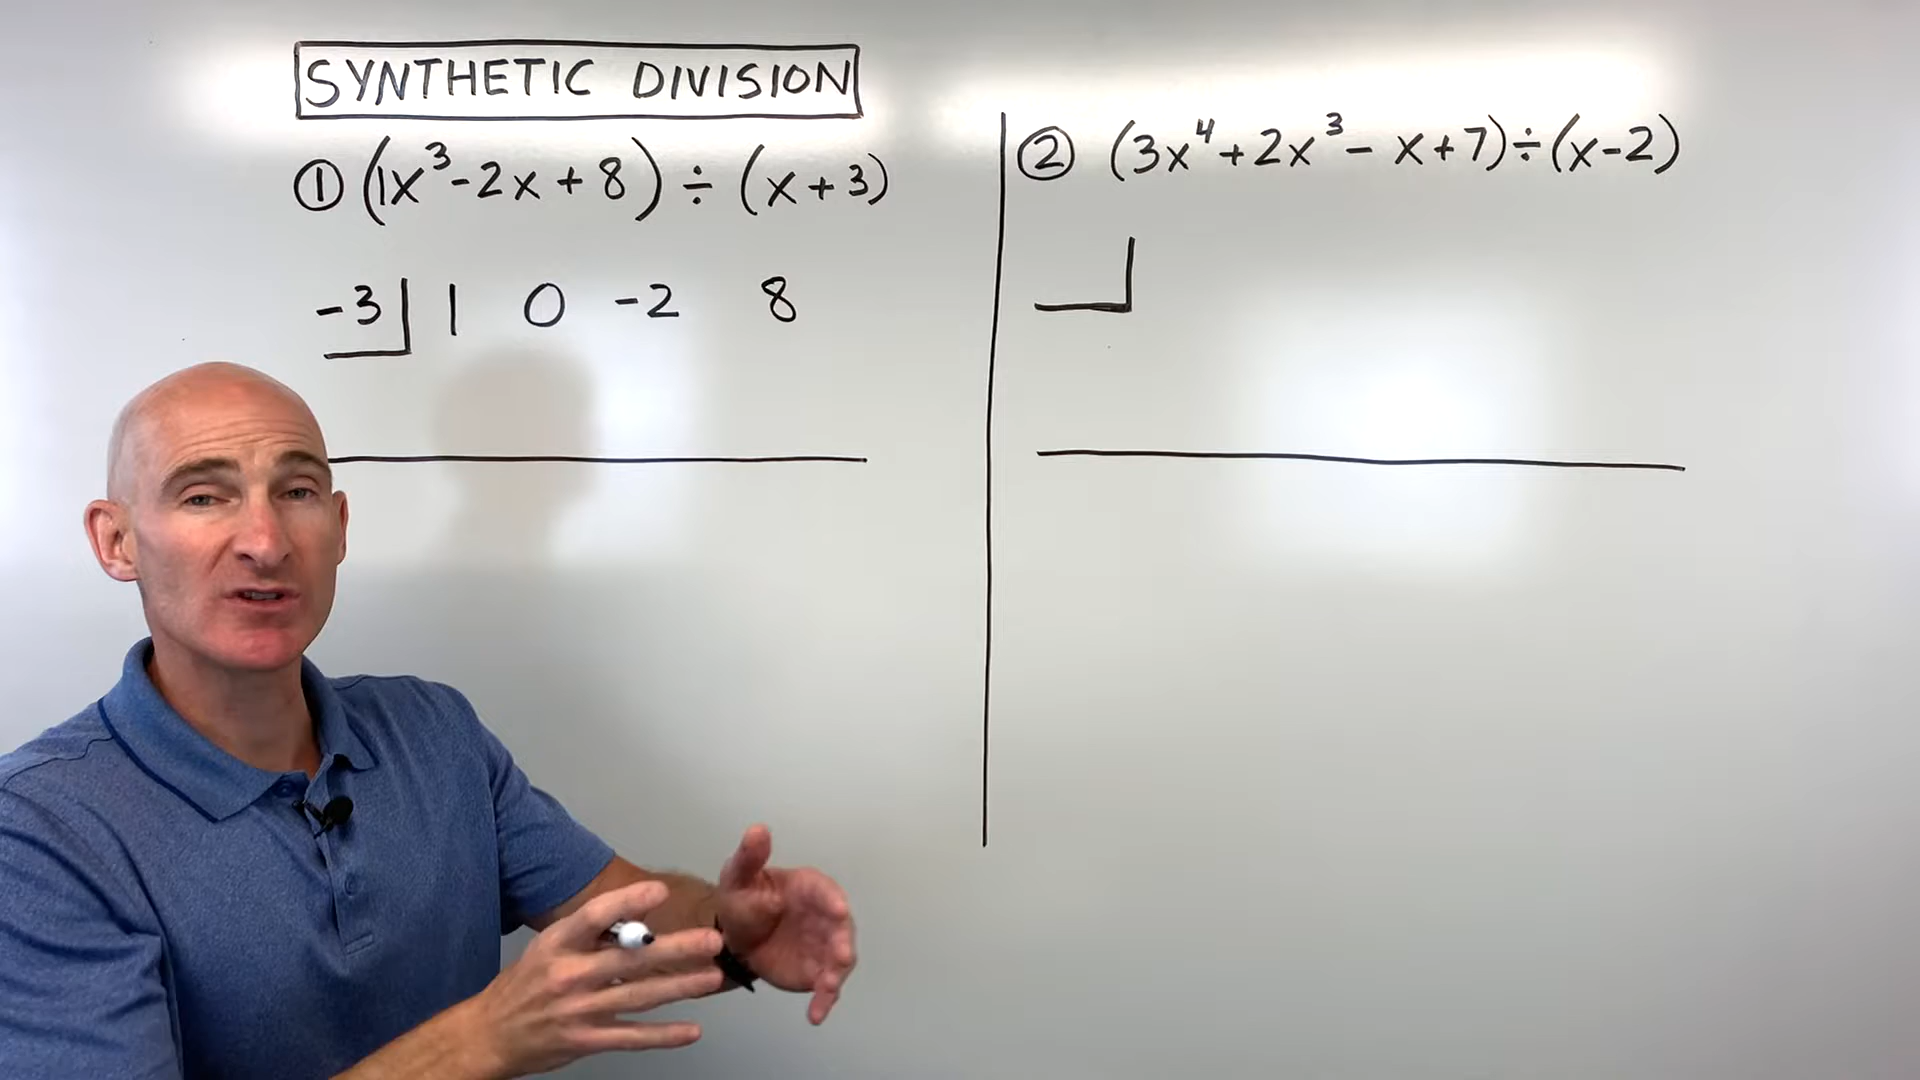 SYNTHETIC DIVISION
① (1x³-2x+8) ÷ (x+3)
-3 1 0 -2 8
② (3x⁴+2x³- x+7)÷(x-2)